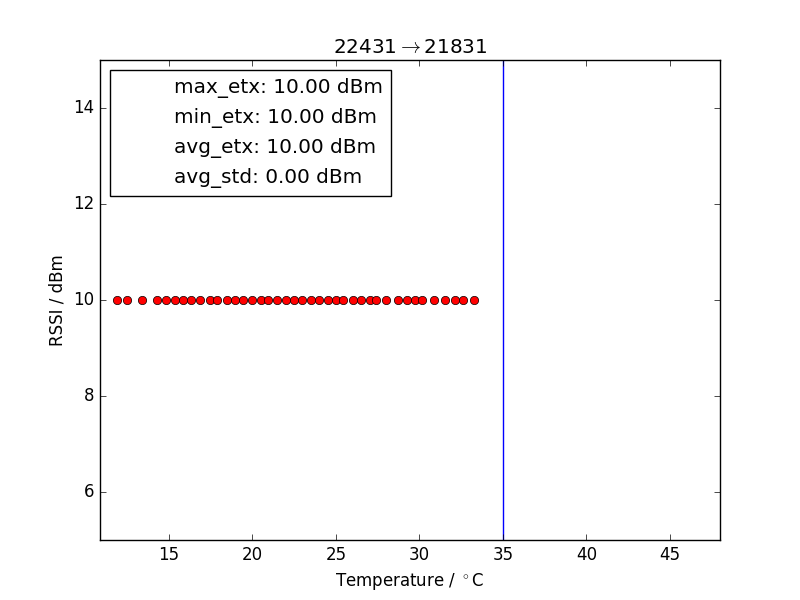 22431→21831
max_etx: 10.00 dBm
min_etx: 10.00 dBm
avg_etx: 10.00 dBm
avg_std: 0.00 dBm
RSSI / dBm
14
12
10
8
6
15 20 25 30 35 40 45
Temperature / °C